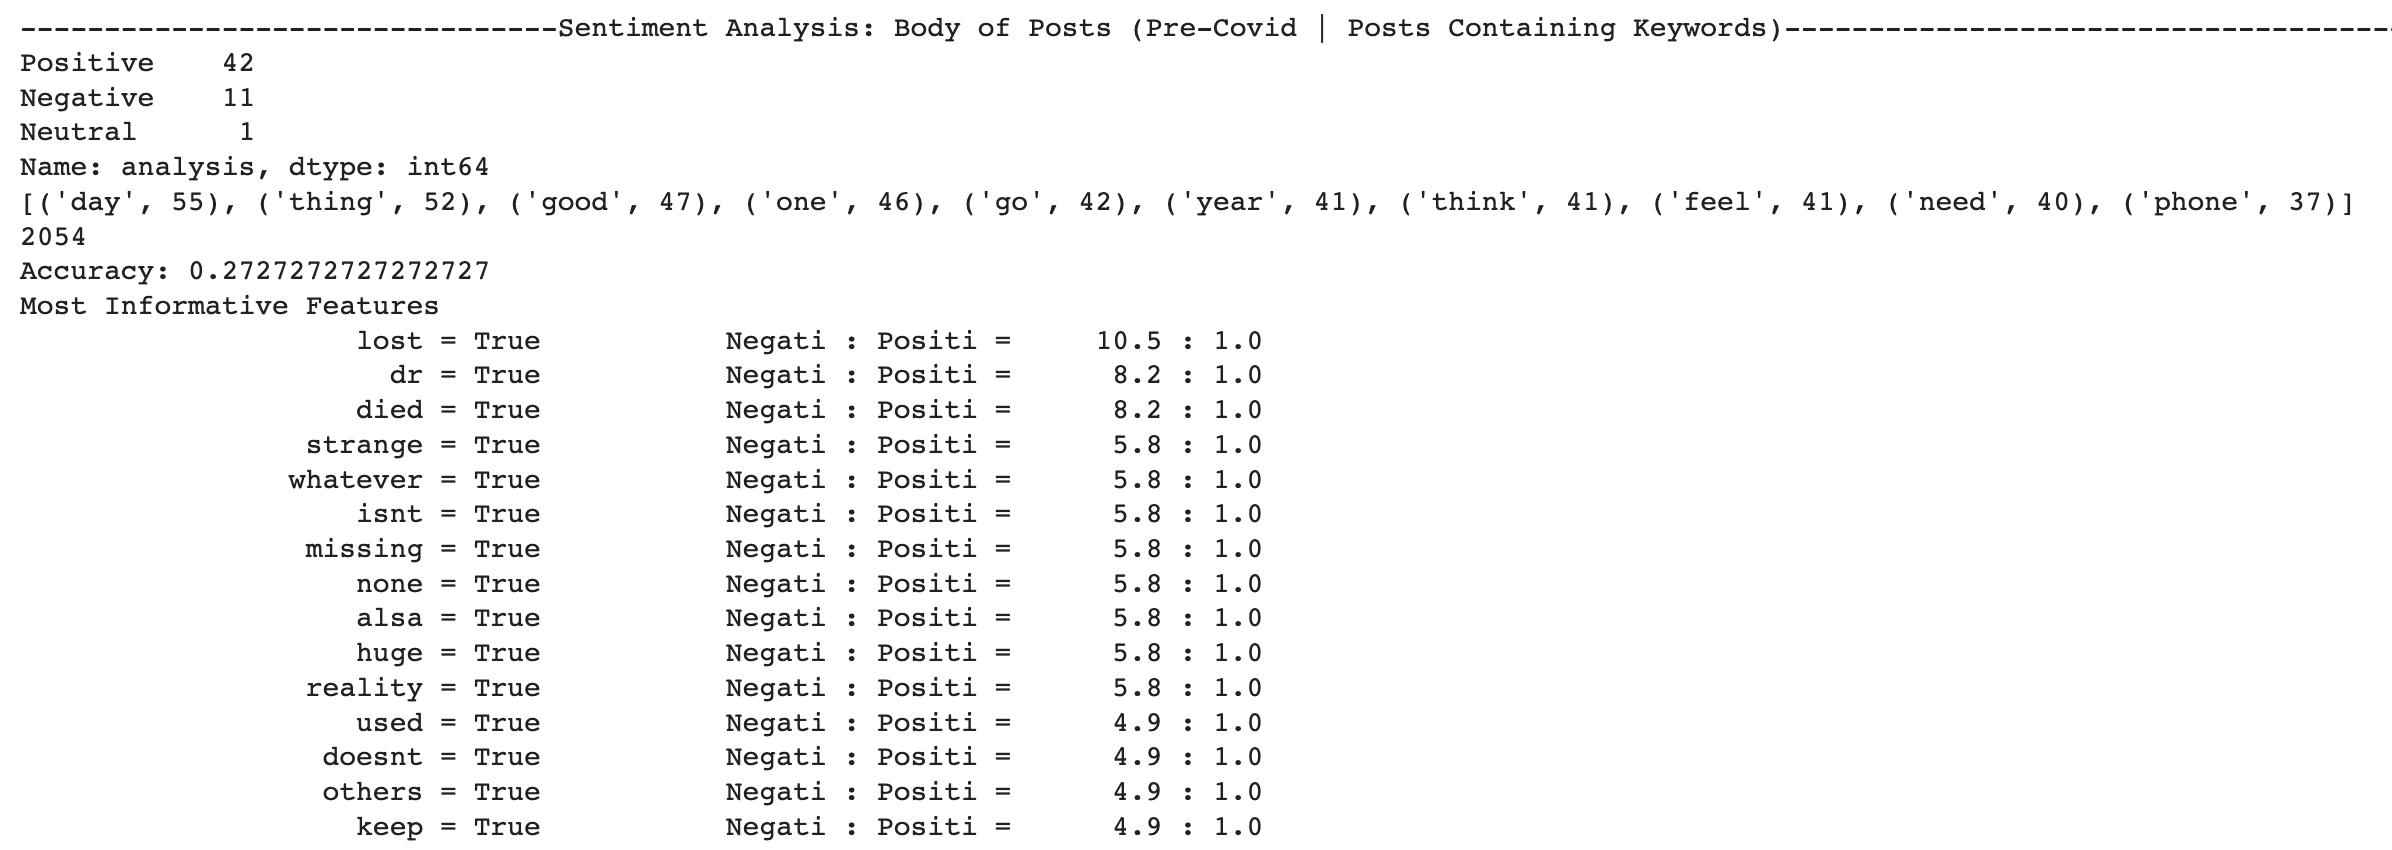 --------------------------------Sentiment Analysis: Body of Posts (Pre-Covid | Posts Containing Keywords)-------------------------------------
Positive    42
Negative    11
Neutral      1
Name: analysis, dtype: int64
[('day', 55), ('thing', 52), ('good', 47), ('one', 46), ('go', 42), ('year', 41), ('think', 41), ('feel', 41), ('need', 40), ('phone', 37)]
2054
Accuracy: 0.2727272727272727
Most Informative Features
                    lost = True           Negati : Positi =     10.5 : 1.0
                      dr = True           Negati : Positi =      8.2 : 1.0
                    died = True           Negati : Positi =      8.2 : 1.0
                 strange = True           Negati : Positi =      5.8 : 1.0
                whatever = True           Negati : Positi =      5.8 : 1.0
                    isnt = True           Negati : Positi =      5.8 : 1.0
                 missing = True           Negati : Positi =      5.8 : 1.0
                    none = True           Negati : Positi =      5.8 : 1.0
                    alsa = True           Negati : Positi =      5.8 : 1.0
                    huge = True           Negati : Positi =      5.8 : 1.0
                 reality = True           Negati : Positi =      5.8 : 1.0
                    used = True           Negati : Positi =      4.9 : 1.0
                  doesnt = True           Negati : Positi =      4.9 : 1.0
                  others = True           Negati : Positi =      4.9 : 1.0
                    keep = True           Negati : Positi =      4.9 : 1.0